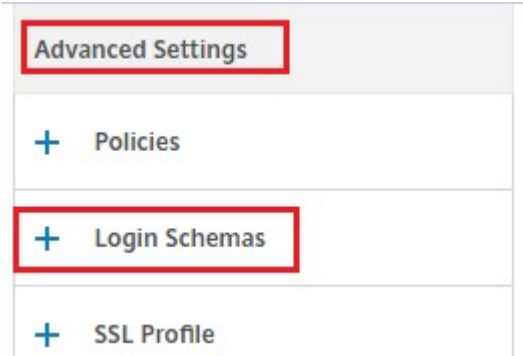 Advanced Settings
+ Policies
+ Login Schemas
+ SSL Profile